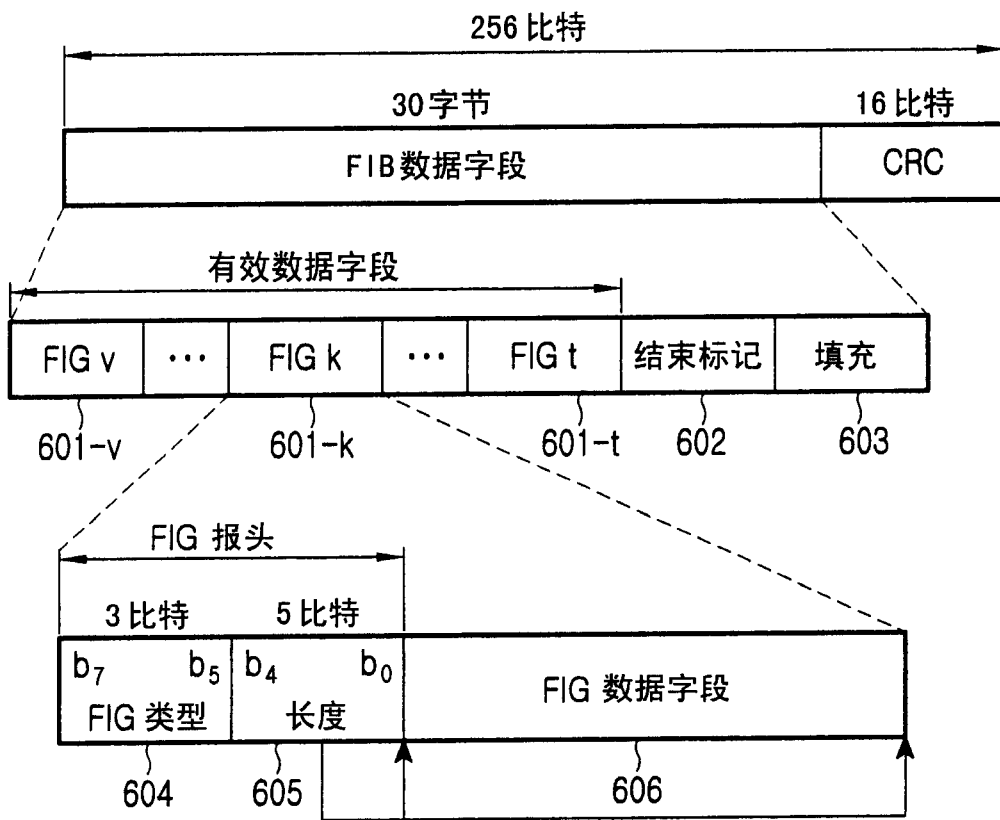 256 比特
30字节 16 比特
FIB数据字段 CRC
有效数据字段
FIG v ··· FIG k ··· FIG t 结束标记 填充
601-v 601-k 601-t 602 603
FIG 报头
3比特 5比特
b7 b5 b4 b0
FIG 类型 长度 FIG 数据字段
604 605 606